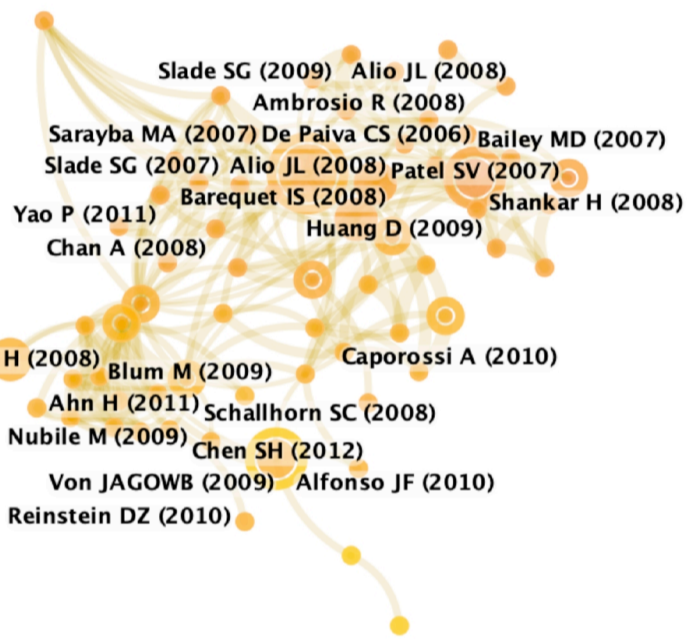 Slade SG (2009) Alio JL (2008)
Ambrosio R (2008)
Sarayba MA (2007) De Paiva CS (2006) Bailey MD (2007)
Slade SG (2007) Alio JL (2008) Patel SV (2007)
Barequet IS (2008) Shankar H (2008)
Yao P (2011) Huang D (2009)
Chan A (2008)
H (2008) Caporossi A (2010)
Blum M (2009)
Ahn H (2011) Schallhorn SC (2008)
Nubile M (2009) Chen SH (2012)
Von JAGOWB (2009) Alfonso JF (2010)
Reinstein DZ (2010)